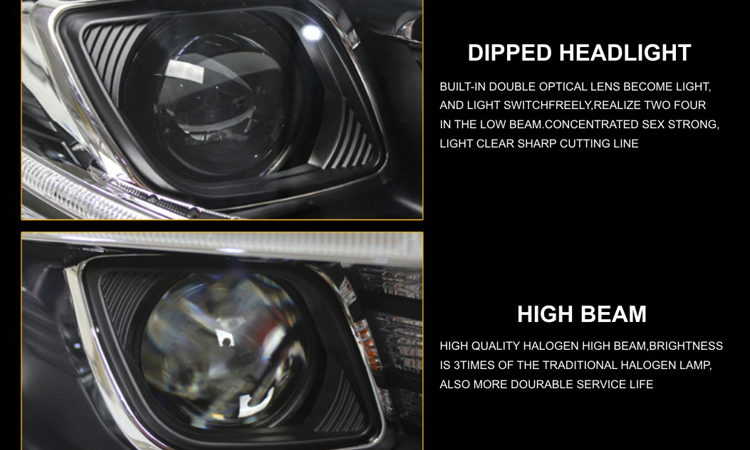 DIPPED HEADLIGHT
BUILT-IN DOUBLE OPTICAL LENS BECOME LIGHT,
AND LIGHT SWITCHFREELY,REALIZE TWO FOUR
IN THE LOW BEAM.CONCENTRATED SEX STRONG,
LIGHT CLEAR SHARP CUTTING LINE
HIGH BEAM
HIGH QUALITY HALOGEN HIGH BEAM,BRIGHTNESS
IS 3TIMES OF THE TRADITIONAL HALOGEN LAMP,
ALSO MORE DOURABLE SERVICE LIFE